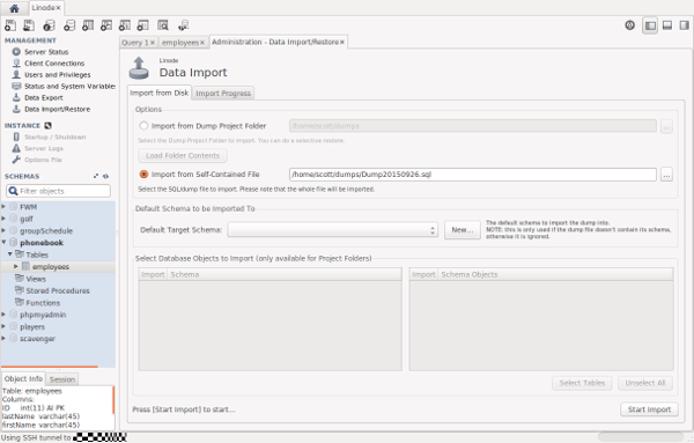 Linode×
MANAGEMENT
Server Status
Client Connections
Users and Privileges
Status and System Variable
Data Export
Data Import/Restore
INSTANCE
Startup / Shutdown
Server Logs
Options File
SCHEMAS
Filter objects
FWM
golf
groupSchedule
phonebook
Tables
employees
Views
Stored Procedures
Functions
phpmyadmin
players
scavenger
Object Info Session
Table: employees
Columns:
ID int(11) AI PK
lastName varchar(45)
firstName varchar(45)
Using SSH tunnel to
Query 1× employees× Administration - Data Import/Restore×
Linode
Data Import
Import from Disk Import Progress
Options
Import from Dump Project Folder /home/scott/dumps ...
Select the Dump Project Folder to import. You can do a selective restore.
Load Folder Contents
Import from Self-Contained File /home/scott/dumps/Dump20150926.sql ...
Select the SQL/dump file to import. Please note that the whole file will be imported.
Default Schema to be Imported To
Default Target Schema: New...
The default schema to import the dump into.
NOTE: this is only used if the dump file doesn't contain its schema,
otherwise it is ignored.
Select Database Objects to Import (only available for Project Folders)
Import Schema Import Schema Objects
Select Tables Unselect All
Press [Start Import] to start... Start Import